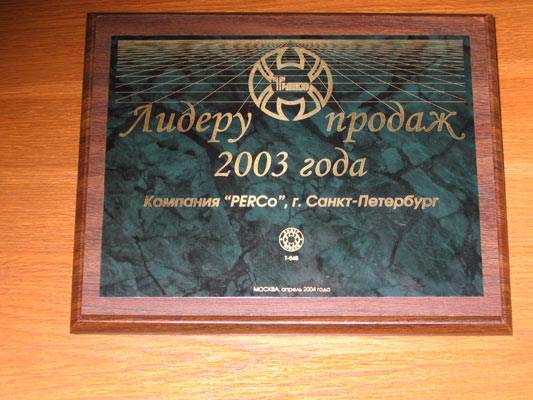 Лидеру продаж
2003 года
Компания "PERCo", г. Санкт-Петербург
МОСКВА, апрель 2004 года